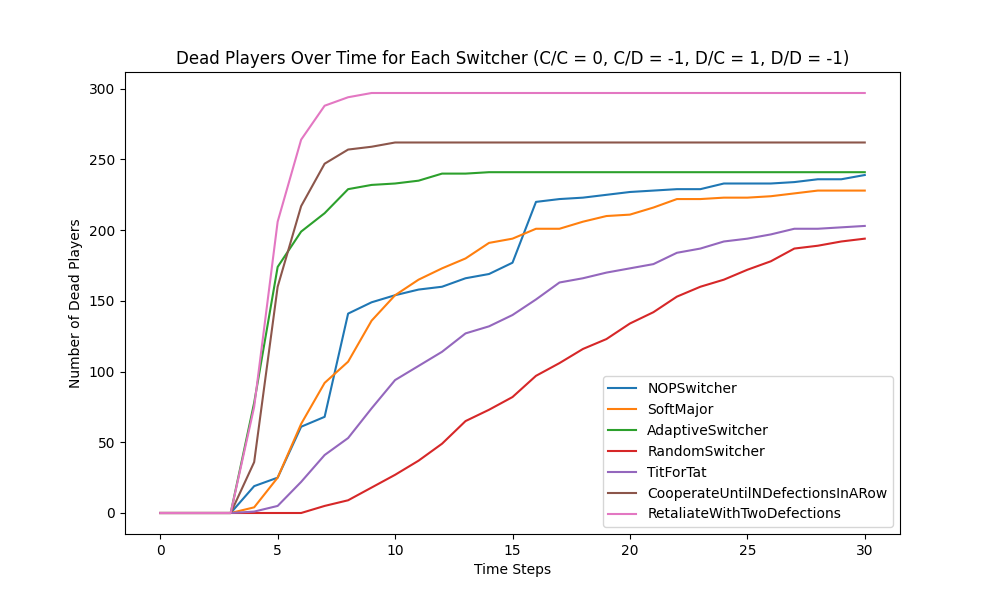 Dead Players Over Time for Each Switcher (C/C = 0, C/D = -1, D/C = 1, D/D = -1)
Number of Dead Players
300
250
200
150
100
50
0
0 5 10 15 20 25 30
Time Steps
NOPSwitcher
SoftMajor
AdaptiveSwitcher
RandomSwitcher
TitForTat
CooperateUntilNDefectionsInARow
RetaliateWithTwoDefections